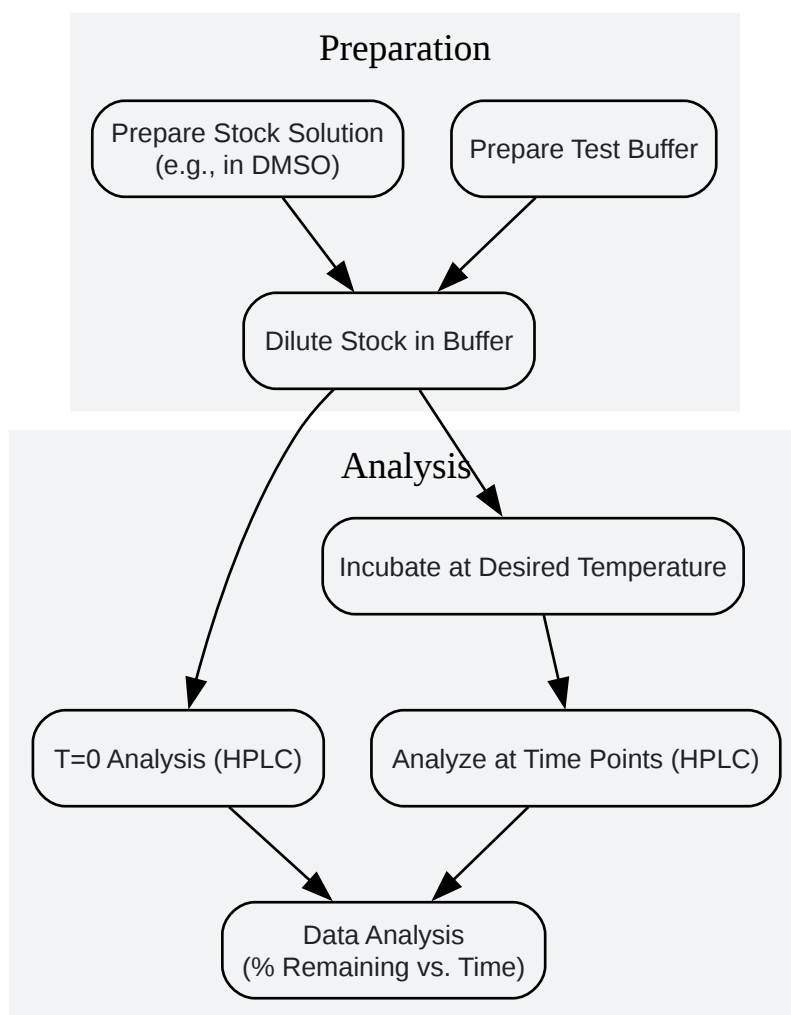 Preparation
Prepare Stock Solution
(e.g., in DMSO)
Prepare Test Buffer
Dilute Stock in Buffer
Analysis
Incubate at Desired Temperature
T=0 Analysis (HPLC)
Analyze at Time Points (HPLC)
Data Analysis
(% Remaining vs. Time)